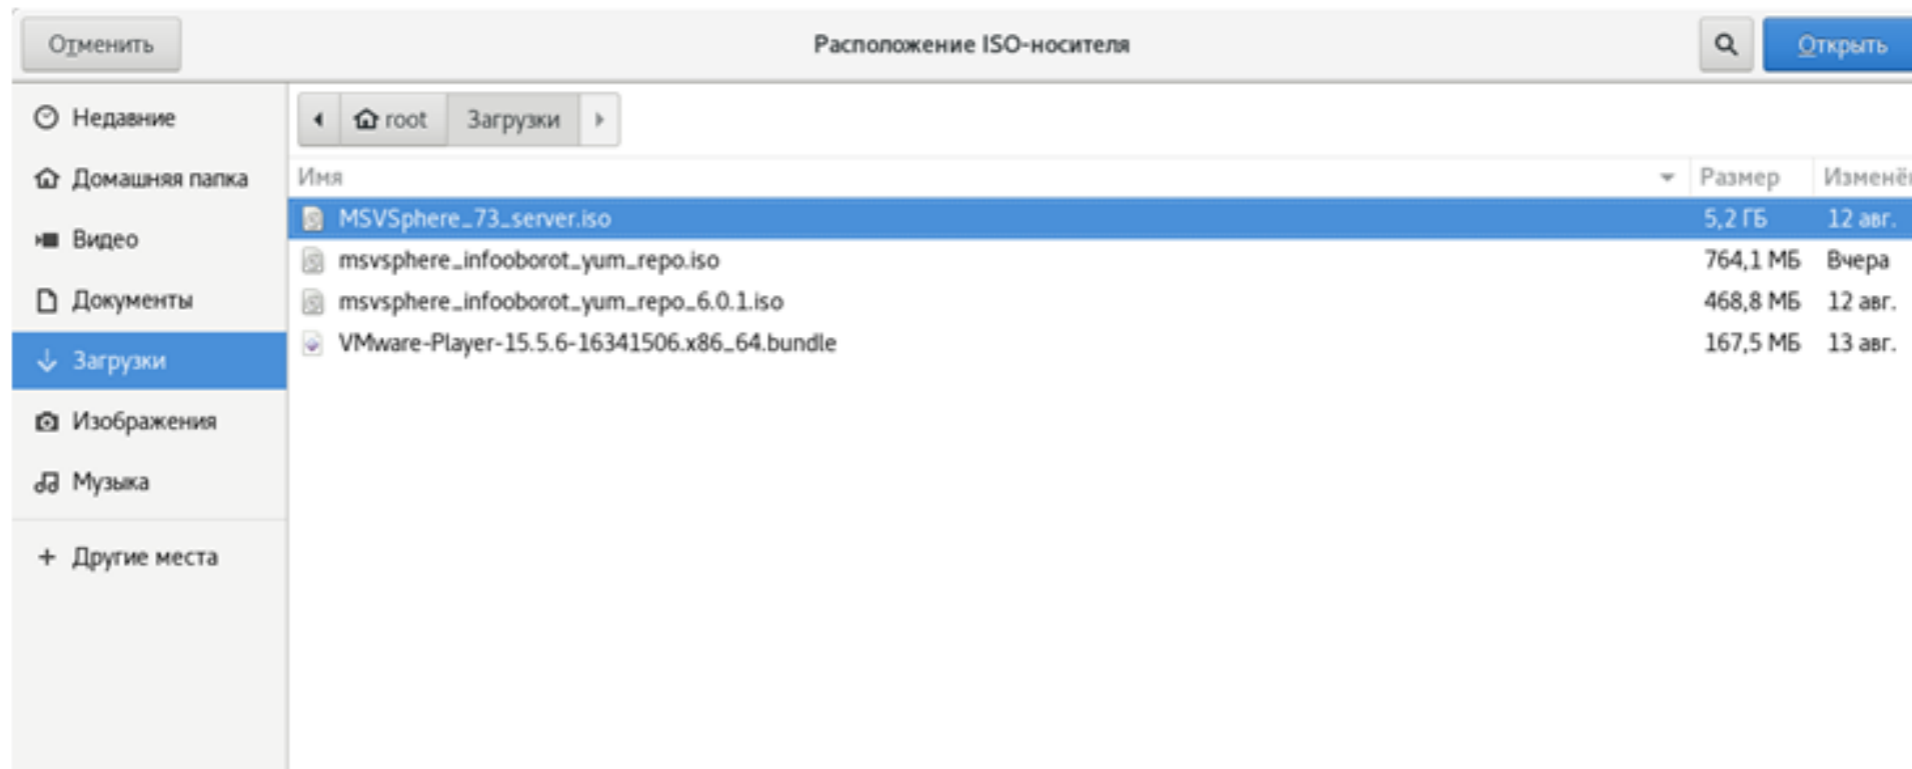 Отменить Расположение ISO-носителя Открыть
Недавние
Домашняя папка
Видео
Документы
Загрузки
Изображения
Музыка
Другие места
root Загрузки
Имя Размер Изменё
MSVSphere_73_server.iso 5,2 ГБ 12 авг.
msvsphere_infooborot_yum_repo.iso 764,1 МБ Вчера
msvsphere_infooborot_yum_repo_6.0.1.iso 468,8 МБ 12 авг.
VMware-Player-15.5.6-16341506.x86_64.bundle 167,5 МБ 13 авг.